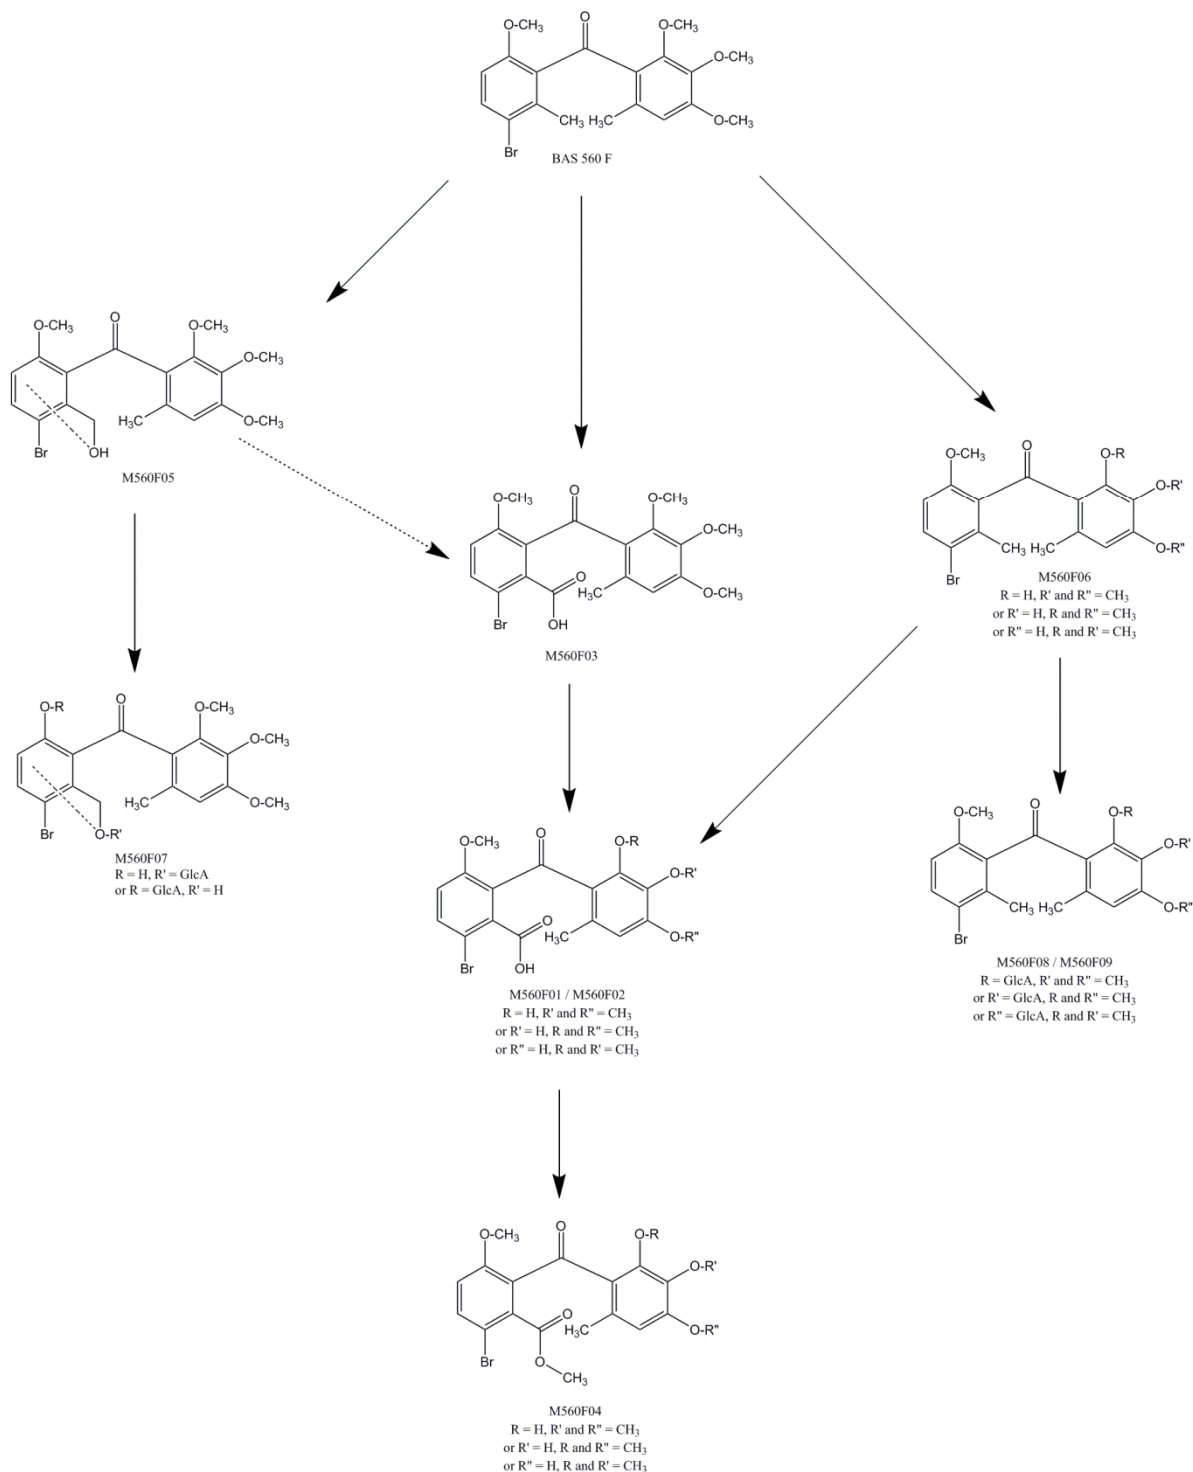 O
O-CH3
O-CH3
O-CH3
CH3
H3C
O-CH3
Br
BAS 560 F
O
O-CH3
O-CH3
O-CH3
H3C
O-CH3
Br
OH
M560F05
O
O-CH3
O-CH3
O-CH3
O
H3C
O-CH3
Br
OH
M560F03
O
O-CH3
O-R
O-R'
CH3
H3C
O-R"
Br
M560F06
R = H, R' and R" = CH3
or R' = H, R and R" = CH3
or R" = H, R and R' = CH3
O
O-R
O-CH3
O-CH3
H3C
O-CH3
Br
O-R'
M560F07
R = H, R' = GlcA
or R = GlcA, R' = H
O
O-CH3
O-R
O-R'
O
H3C
O-R"
Br
OH
M560F01 / M560F02
R = H, R' and R" = CH3
or R' = H, R and R" = CH3
or R" = H, R and R' = CH3
O
O-CH3
O-R
O-R'
CH3
H3C
O-R"
Br
M560F08 / M560F09
R = GlcA, R' and R" = CH3
or R' = GlcA, R and R" = CH3
or R" = GlcA, R and R' = CH3
O
O-CH3
O-R
O-R'
O
H3C
O-R"
Br
O
CH3
M560F04
R = H, R' and R" = CH3
or R' = H, R and R" = CH3
or R" = H, R and R' = CH3